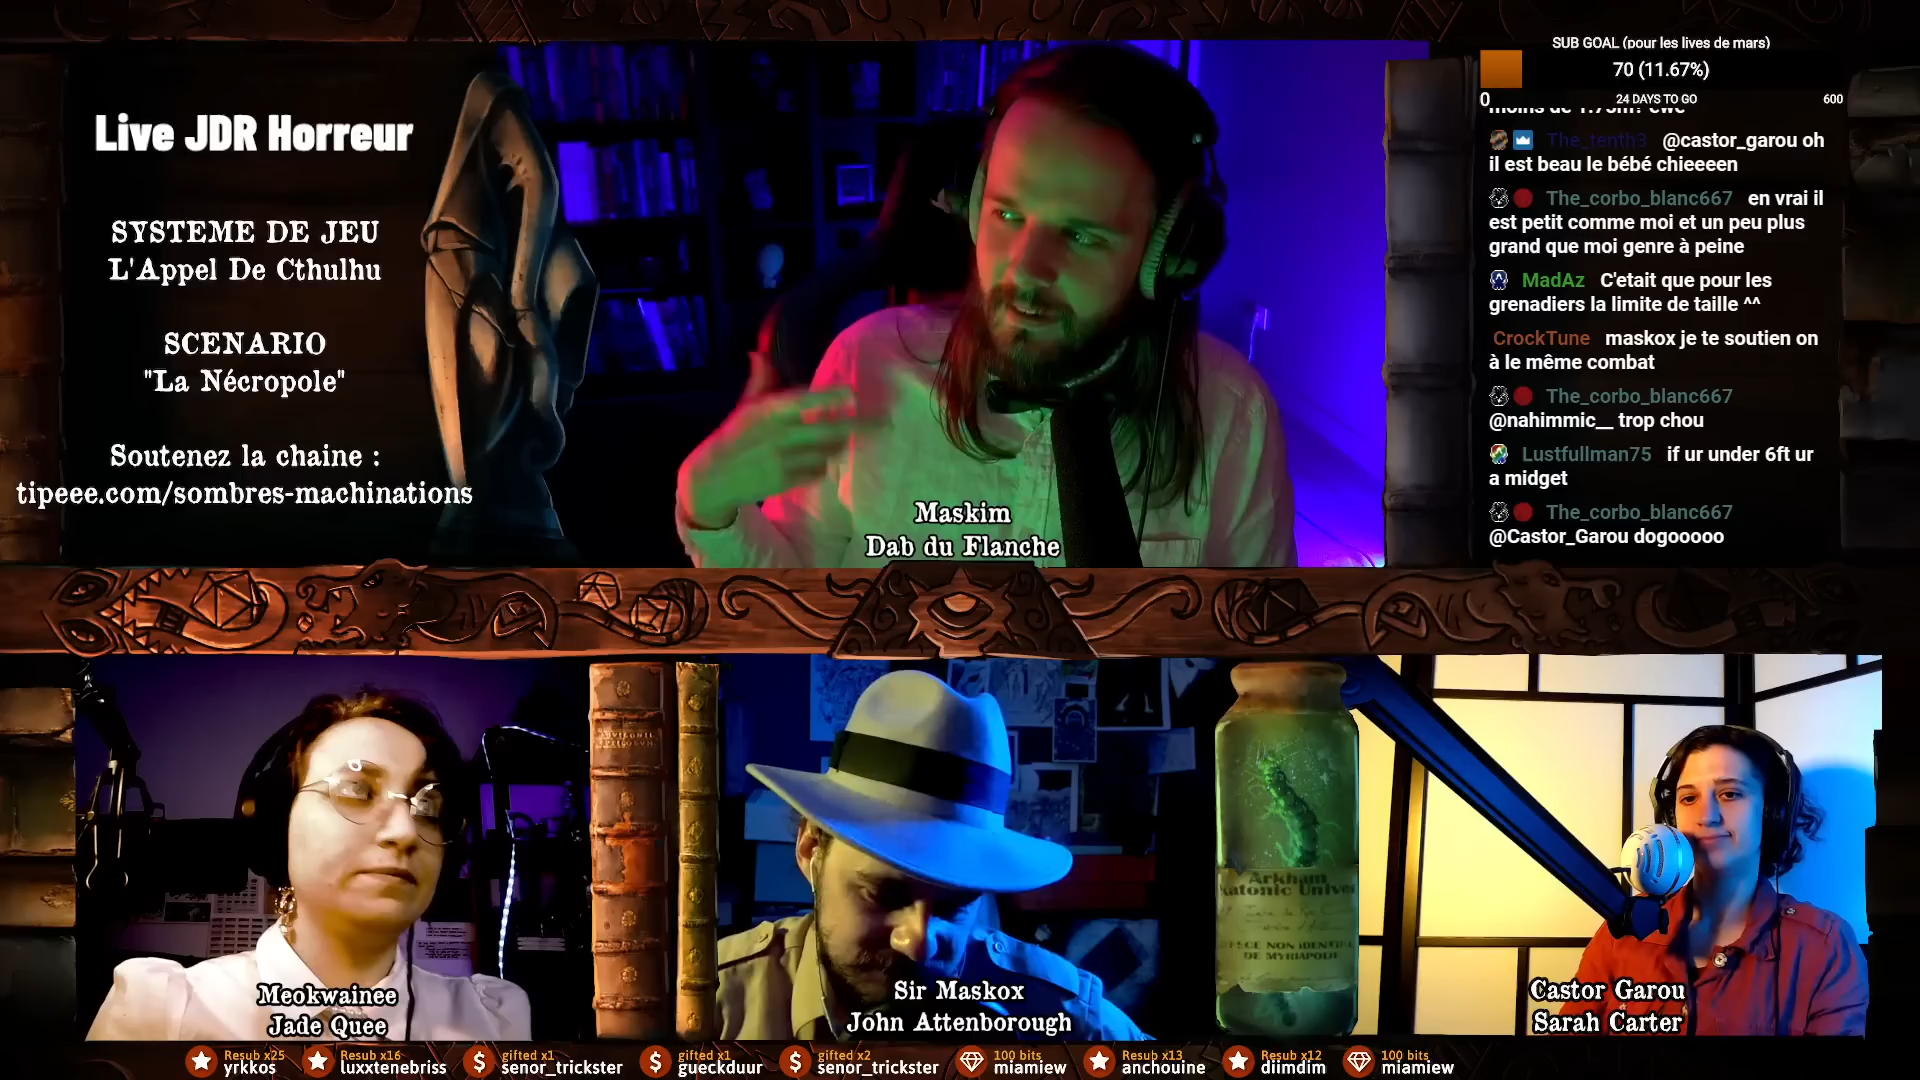 Live JDR Horreur
SYSTEME DE JEU
L'Appel De Cthulhu
SCENARIO
"La Nécropole"
Soutenez la chaine :
tipeee.com/sombres-machinations
Maskim
Dab du Flanche
SUB GOAL (pour les lives de mars)
70 (11.67%)
0
24 DAYS TO GO
600
The_tenth3 @castor_garou oh
il est beau le bébé chieeeen
The_corbo_blanc667 en vrai il
est petit comme moi et un peu plus
grand que moi genre à peine
MadAz C'etait que pour les
grenadiers la limite de taille ^^
CrockTune maskox je te soutien on
à le même combat
The_corbo_blanc667
@nahimmic__ trop chou
Lustfullman75 if ur under 6ft ur
a midget
The_corbo_blanc667
@Castor_Garou dogooooo
Meokwainee
Jade Quee
Sir Maskox
John Attenborough
Arkham
katonic Univer
DE MYRIAPODE
Castor Garou
Sarah Carter
Resub x25
yrkkos
Resub x16
luxxtenebriss
gifted x1
senor_trickster
gifted x1
gueckduur
gifted x2
senor_trickster
100 bits
miamiew
Resub x13
anchouine
Resub x12
diimdim
100 bits
miamiew